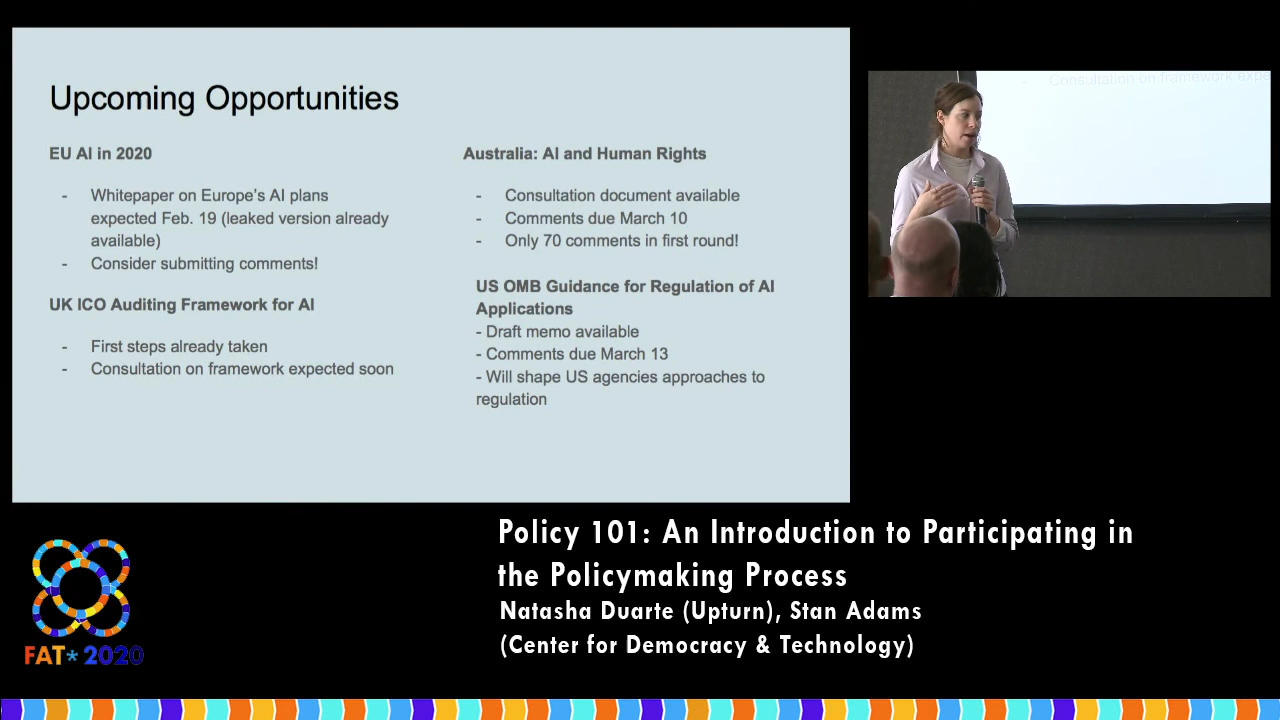 Upcoming Opportunities
EU AI in 2020
- Whitepaper on Europe's AI plans
expected Feb. 19 (leaked version already
available)
- Consider submitting comments!
UK ICO Auditing Framework for AI
- First steps already taken
- Consultation on framework expected soon
Australia: AI and Human Rights
- Consultation document available
- Comments due March 10
- Only 70 comments in first round!
US OMB Guidance for Regulation of AI
Applications
- Draft memo available
- Comments due March 13
- Will shape US agencies approaches to
regulation
- Consultation on framework expe
Policy 101: An Introduction to Participating in
the Policymaking Process
Natasha Duarte (Upturn), Stan Adams
(Center for Democracy & Technology)
FAT* 2020